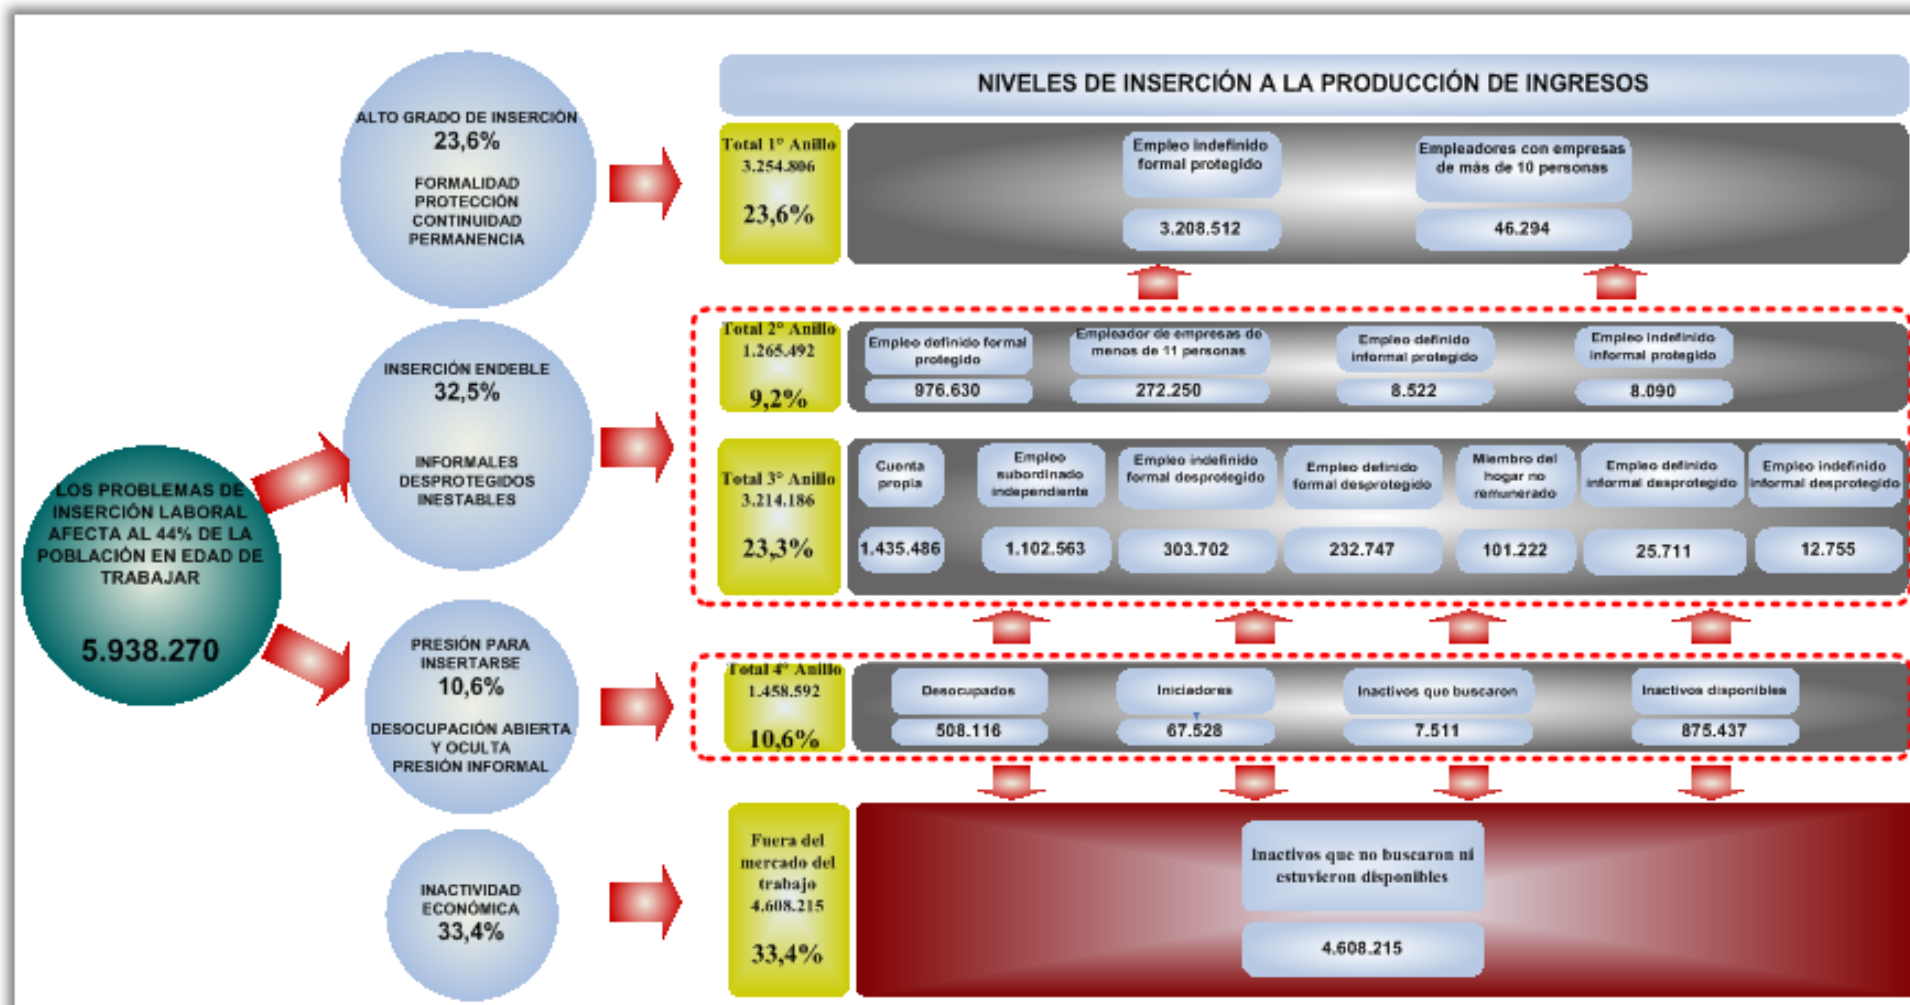 NIVELES DE INSERCIÓN A LA PRODUCCIÓN DE INGRESOS
ALTO GRADO DE INSERCIÓN
23,6%
FORMALIDAD
PROTECCIÓN
CONTINUIDAD
PERMANENCIA
Total 1º Anillo
3.254.806
23,6%
Empleo indefinido
formal protegido
3.208.512
Empleadores con empresas
de más de 10 personas
46.294
INSERCIÓN ENDEBLE
32,5%
INFORMALES
DESPROTEGIDOS
INESTABLES
Total 2º Anillo
1.265.492
9,2%
Empleo definido formal
protegido
976.630
Empleador de empresas de
menos de 11 personas
272.250
Empleo definido
informal protegido
8.522
Empleo indefinido
informal protegido
8.090
Total 3º Anillo
3.214.186
23,3%
Cuenta
propia
1.435.486
Empleo
subordinado
independiente
1.102.563
Empleo indefinido
formal desprotegido
303.702
Empleo definido
formal desprotegido
232.747
Miembro del
hogar no
remunerado
101.222
Empleo definido
informal desprotegido
25.711
Empleo indefinido
informal desprotegido
12.755
LOS PROBLEMAS DE
INSERCIÓN LABORAL
AFECTA AL 44% DE LA
POBLACIÓN EN EDAD DE
TRABAJAR
5.938.270
PRESIÓN PARA
INSERTARSE
10,6%
DESOCUPACIÓN ABIERTA
Y OCULTA
PRESIÓN INFORMAL
Total 4º Anillo
1.458.592
10,6%
Desocupados
508.116
Iniciadores
67.528
Inactivos que buscaron
7.511
Inactivos disponibles
875.437
INACTIVIDAD
ECONÓMICA
33,4%
Fuera del
mercado del
trabajo
4.608.215
33,4%
Inactivos que no buscaron ni
estuvieron disponibles
4.608.215